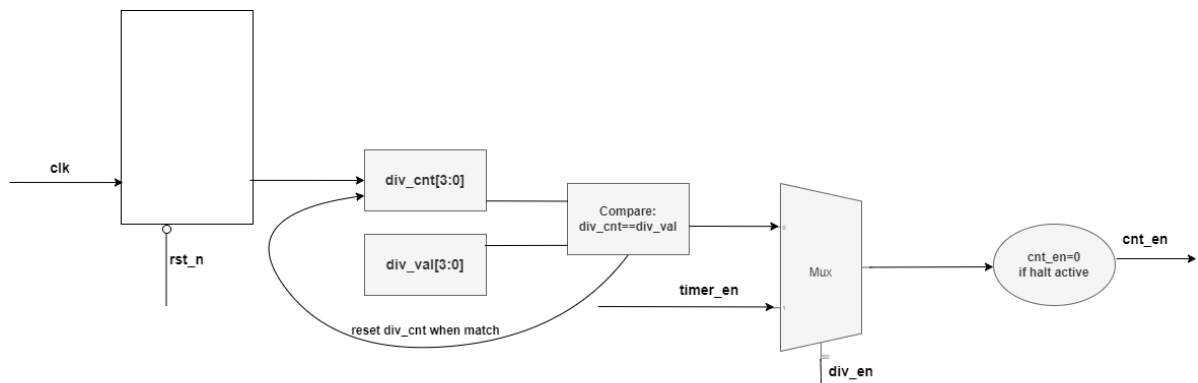 clk
rst_n
div_cnt[3:0]
div_val[3:0]
reset div_cnt when match
Compare:
div_cnt==div_val
timer_en
1
Mux
div_en
cnt_en=0
if halt active
cnt_en